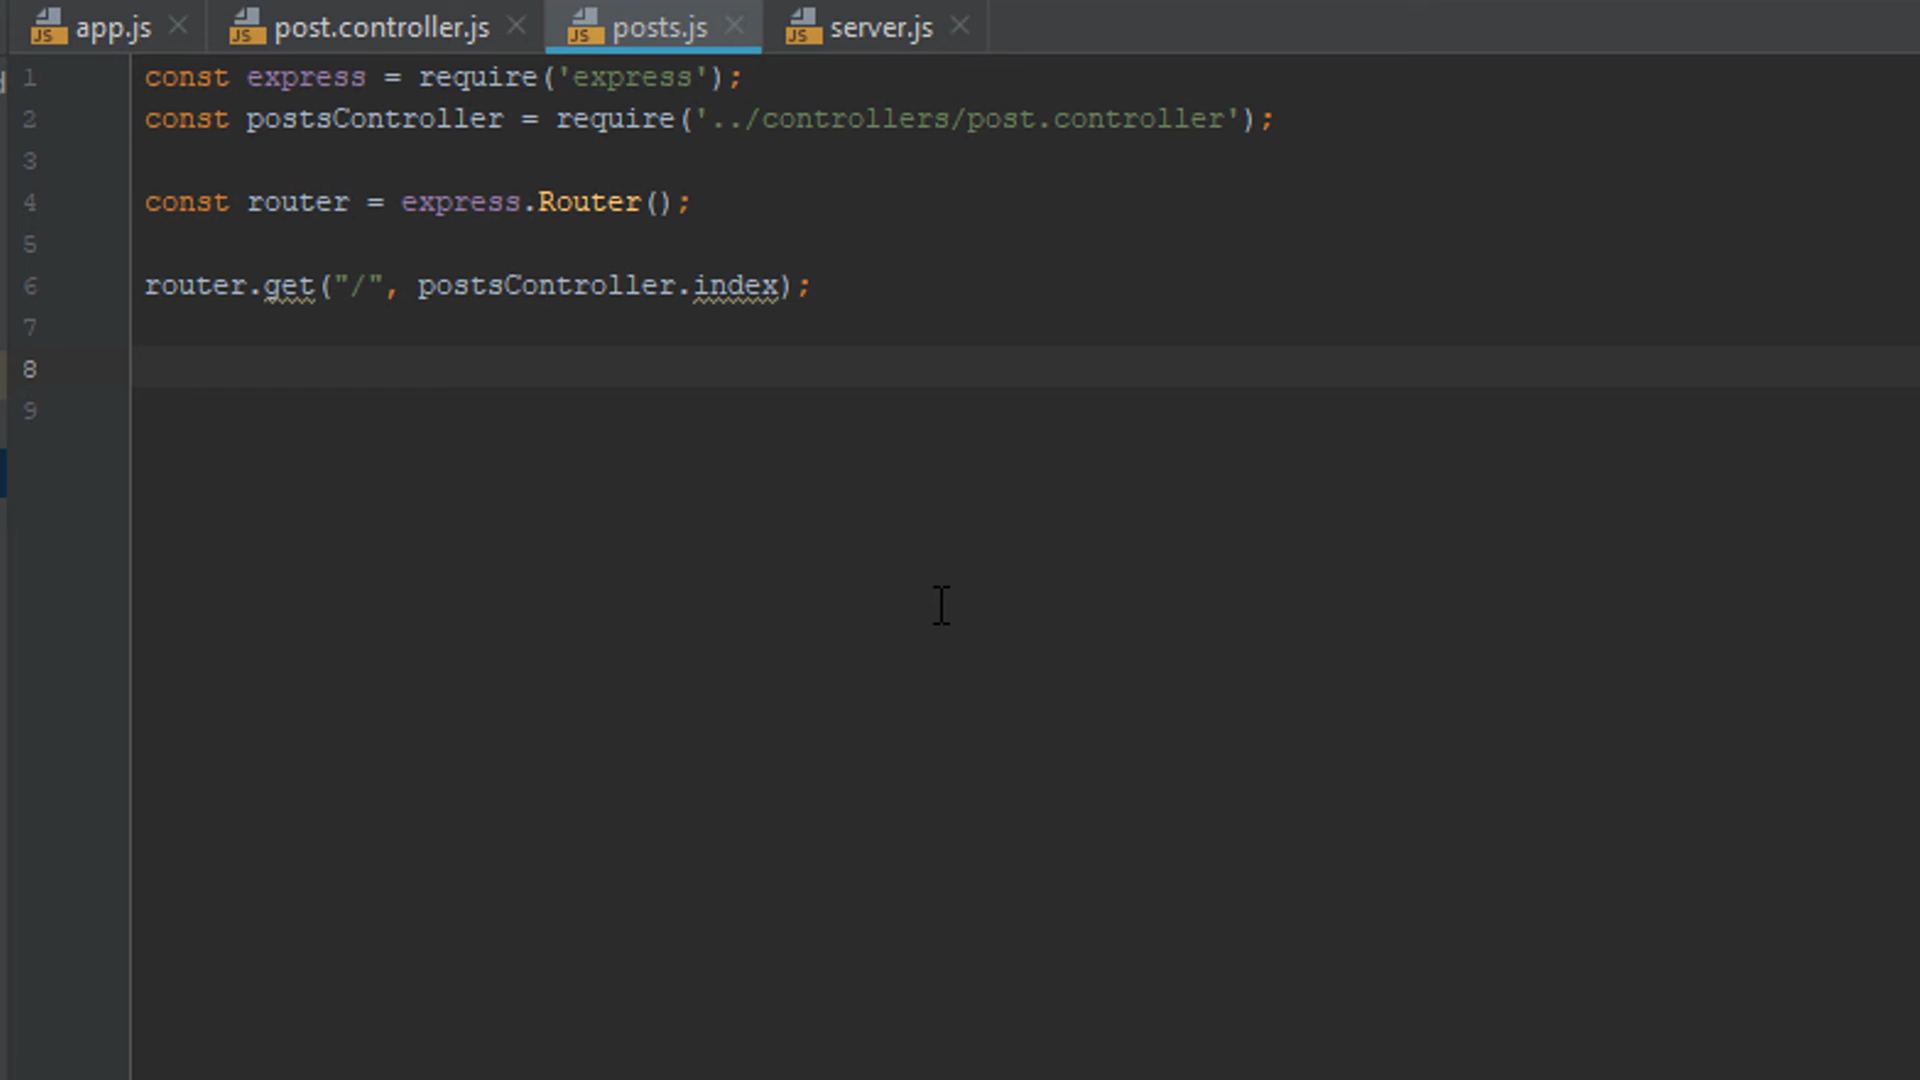 app.js post.controller.js posts.js server.js
1 const express = require('express');
2 const postsController = require('../controllers/post.controller');
3
4 const router = express.Router();
5
6 router.get("/", postsController.index);
7
8
9